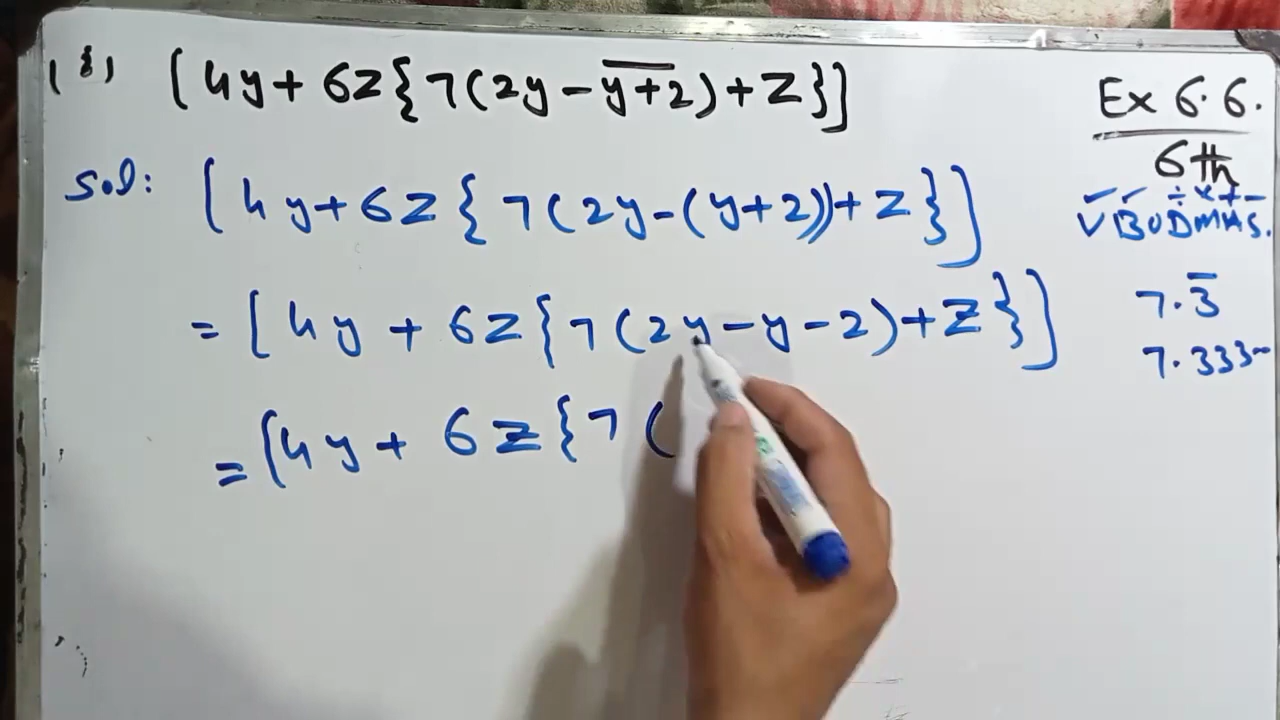 (ξ) [4y + 6z{7(2y - y̅ ̅+̅ ̅2̅) + z}]
Ex 6.6.
6th
Sol: [4y + 6z{7(2y - (y+2)) + z}]
÷ × + -
VBODMAS.
= [4y + 6z{7(2y - y - 2) + z}]
7.3̅
7.333~
= [4y + 6z{7(